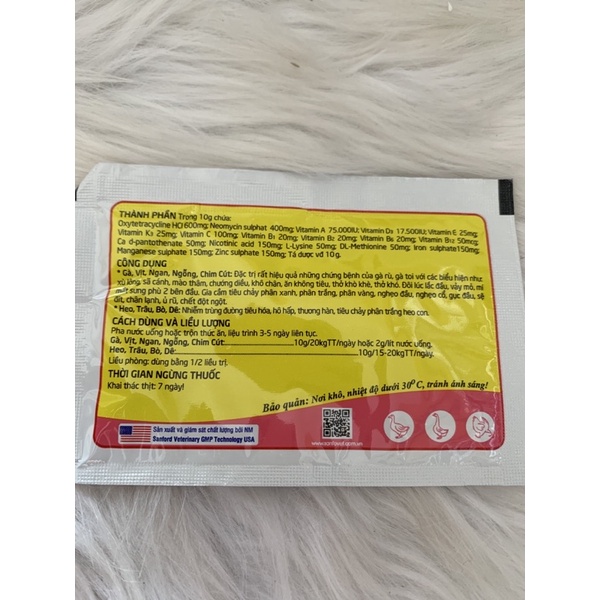 THÀNH PHẦN Trong 10g chứa:
Oxytetracycline HCl 600mg; Neomycin sulphat 400mg; Vitamin A 75.000IU; Vitamin D3 17.500IU; Vitamin E 25mg;
Vitamin K3 25mg; Vitamin C 100mg; Vitamin B1 20mg; Vitamin B2 20mg; Vitamin B6 20mg; Vitamin B12 50mcg;
Ca d-pantothenate 50mg; Nicotinic acid 150mg; L-Lysine 50mg; DL-Methionine 50mg; Iron sulphate150mg;
Manganese sulphate 150mg; Zinc sulphate 150mg; Tá dược vđ 10g.
CÔNG DỤNG
* Gà, Vịt, Ngan, Ngỗng, Chim Cút: Đặc trị rất hiệu quả những chứng bệnh của gà rù, gà toi với các biểu hiện như:
xù lông, sã cánh, mào thâm, chướng diều, khô chân, ăn không tiêu, thở khò khè, thở khó. Đôi lúc lắc đầu, vảy mỏ, mí
mắt sưng phù 2 bên đầu. Gia cầm tiêu chảy phân xanh, phân trắng, phân vàng, nghẹo đầu, nghẹo cổ, gục đầu, sệ
đít, chân lạnh, ủ rũ, chết đột ngột.
* Heo, Trâu, Bò, Dê: Nhiễm trùng đường tiêu hóa, hô hấp, thương hàn, tiêu chảy phân trắng heo con.
CÁCH DÙNG VÀ LIỀU LƯỢNG
Pha nước uống hoặc trộn thức ăn, liệu trình 3-5 ngày liên tục.
Gà, Vịt, Ngan, Ngỗng, Chim Cút:..........10g/20kgTT/ngày hoặc 2g/lít nước uống.
Heo, Trâu, Bò, Dê:..........10g/15-20kgTT/ngày.
Liều phòng: dùng bằng 1/2 liều trị.
THỜI GIAN NGỪNG THUỐC
Khai thác thịt: 7 ngày!
Bảo quản: Nơi khô, nhiệt độ dưới 30⁰C, tránh ánh sáng!
Sản xuất và giám sát chất lượng bởi NM
Sanford Veterinary GMP Technology USA
www.sanfovet.com.vn